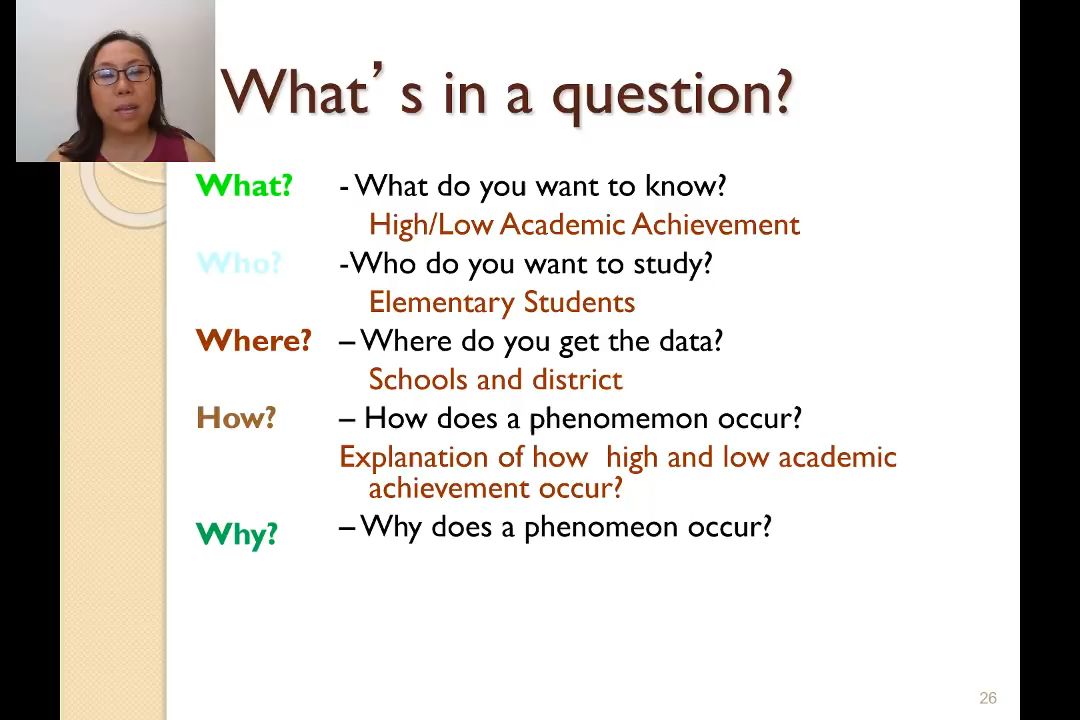 What's in a question?
What? - What do you want to know?
High/Low Academic Achievement
Who? -Who do you want to study?
Elementary Students
Where? – Where do you get the data?
Schools and district
How? – How does a phenomemon occur?
Explanation of how high and low academic
achievement occur?
Why? – Why does a phenomeon occur?
26